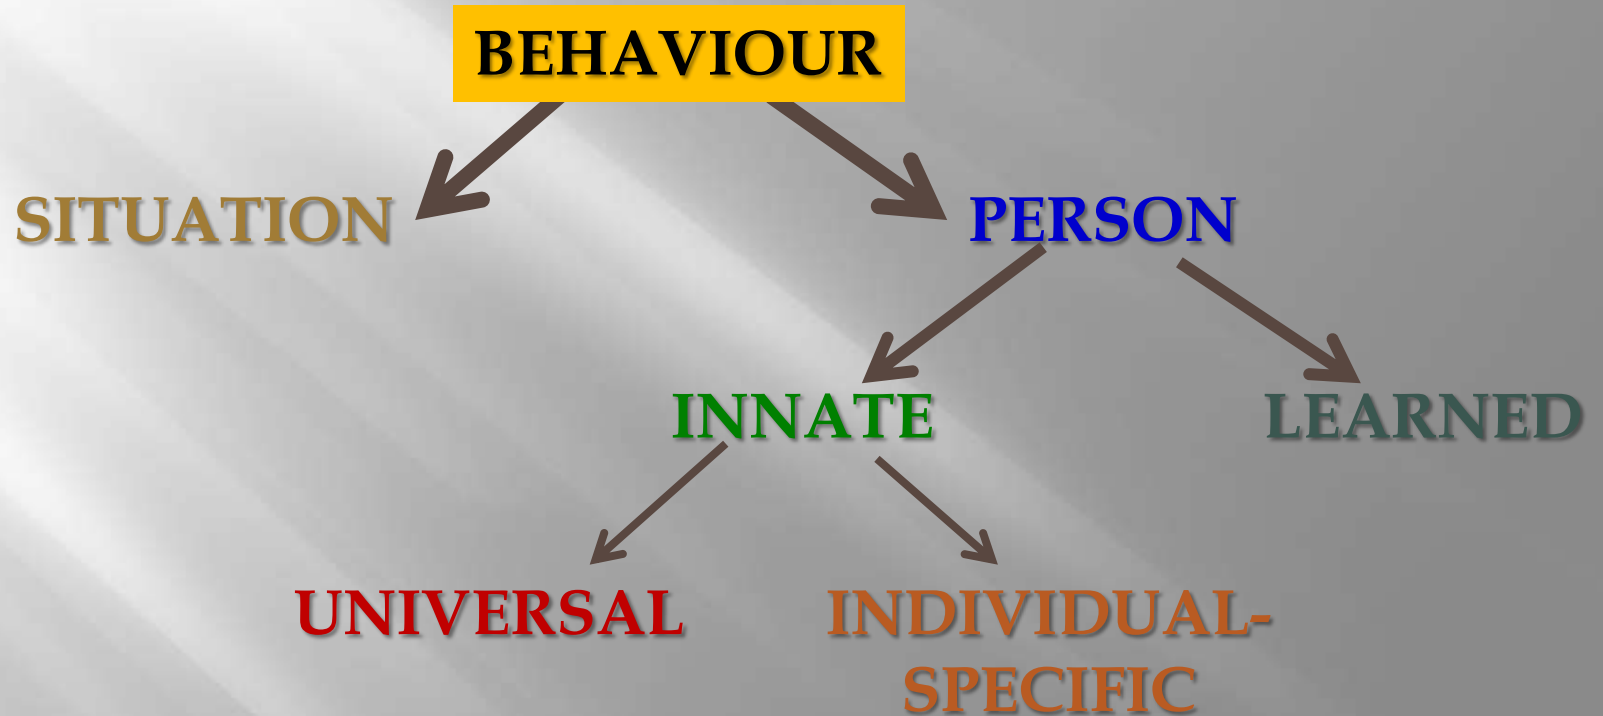 BEHAVIOUR
SITUATION
PERSON
INNATE
LEARNED
UNIVERSAL
INDIVIDUAL-
SPECIFIC